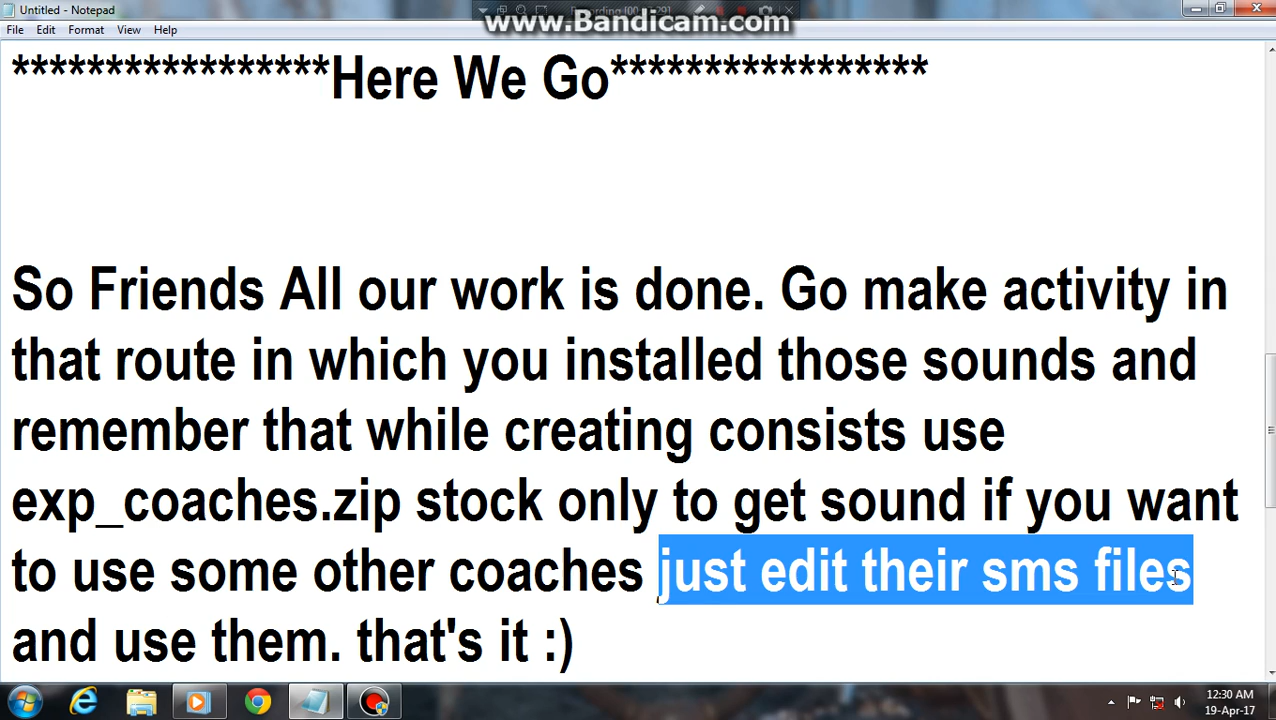 Untitled - Notepad
www.Bandicam.com
File Edit Format View Help
*****************Here We Go*****************
So Friends All our work is done. Go make activity in
that route in which you installed those sounds and
remember that while creating consists use
exp_coaches.zip stock only to get sound if you want
to use some other coaches just edit their sms files
and use them. that's it :)
12:30 AM
19-Apr-17